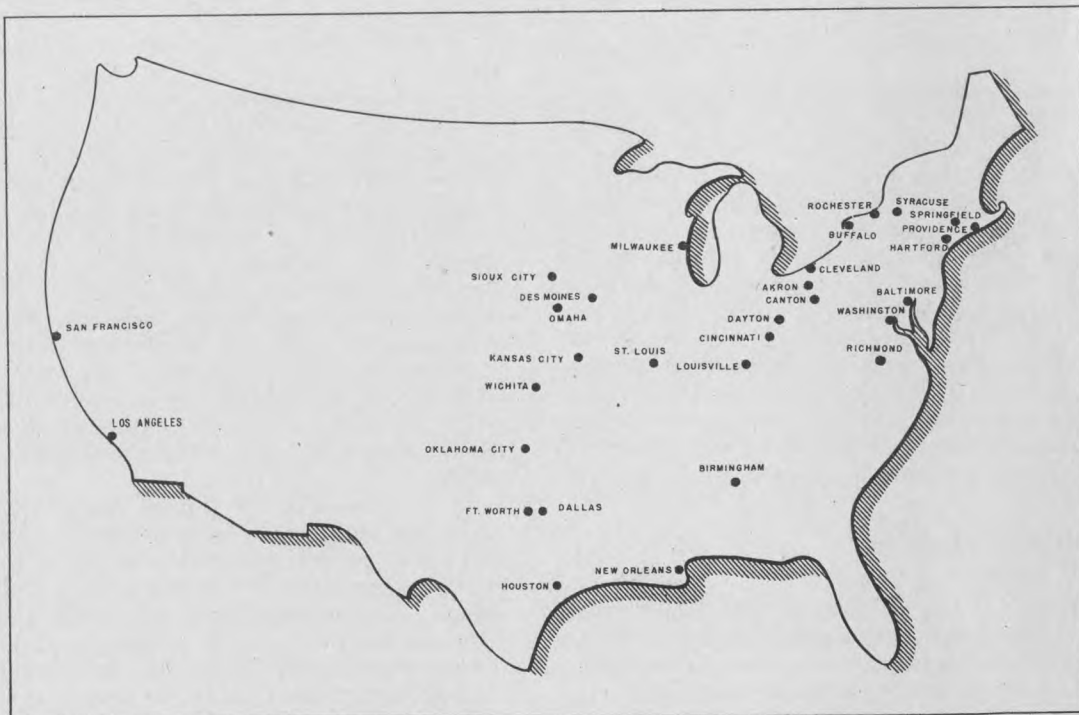 ROCHESTER
SYRACUSE
SPRINGFIELD
BUFFALO
PROVIDENCE
HARTFORD
MILWAUKEE
CLEVELAND
SIOUX CITY
AKRON
DES MOINES
CANTON
BALTIMORE
OMAHA
DAYTON
WASHINGTON
SAN FRANCISCO
CINCINNATI
KANSAS CITY
ST. LOUIS
LOUISVILLE
RICHMOND
WICHITA
LOS ANGELES
OKLAHOMA CITY
BIRMINGHAM
FT. WORTH
DALLAS
NEW ORLEANS
HOUSTON